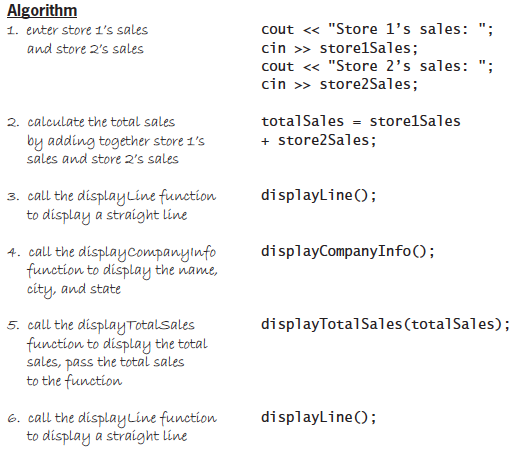 Algorithm
1. enter store 1's sales
and store 2's sales
cout << "Store 1's sales: ";
cin >> store1Sales;
cout << "Store 2's sales: ";
cin >> store2Sales;
2. calculate the total sales
by adding together store 1's
sales and store 2's sales
totalSales = store1Sales
+ store2Sales;
3. call the displayLine function
to display a straight line
displayLine();
4. call the displayCompanyInfo
function to display the name,
city, and state
displayCompanyInfo();
5. call the displayTotalSales
function to display the total
sales, pass the total sales
to the function
displayTotalSales(totalSales);
6. call the displayLine function
to display a straight line
displayLine();